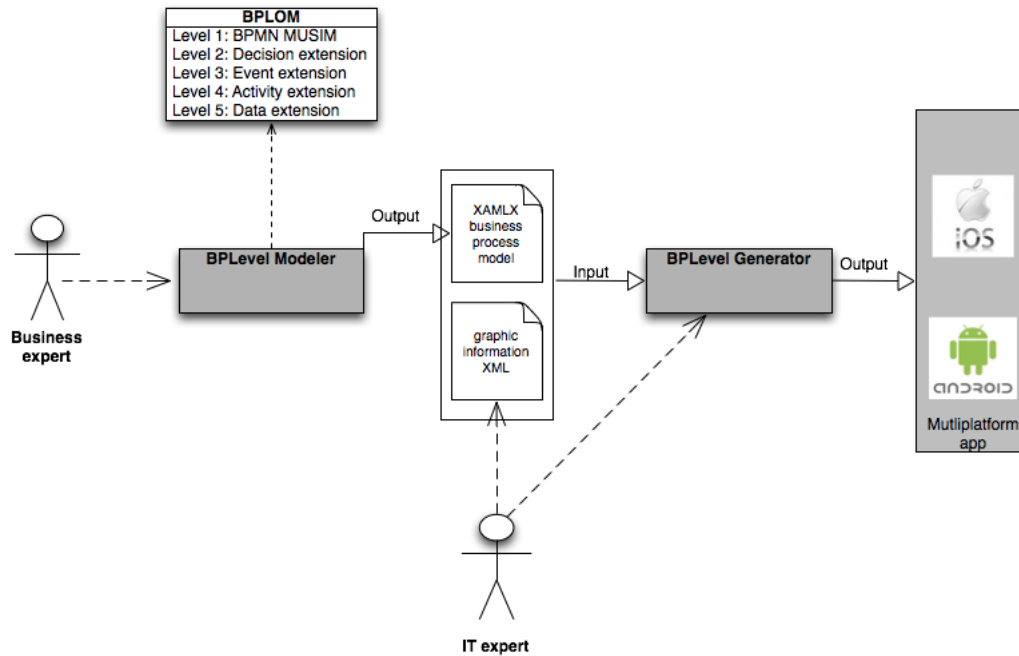 BPLOM
Level 1: BPMN MUSIM
Level 2: Decision extension
Level 3: Event extension
Level 4: Activity extension
Level 5: Data extension
Output
XAMLX
business
process
model
BPLevel Modeler
Input
BPLevel Generator
Output
iOS
Business
expert
graphic
information
XML
ANDROID
Mutliplatform
app
IT expert